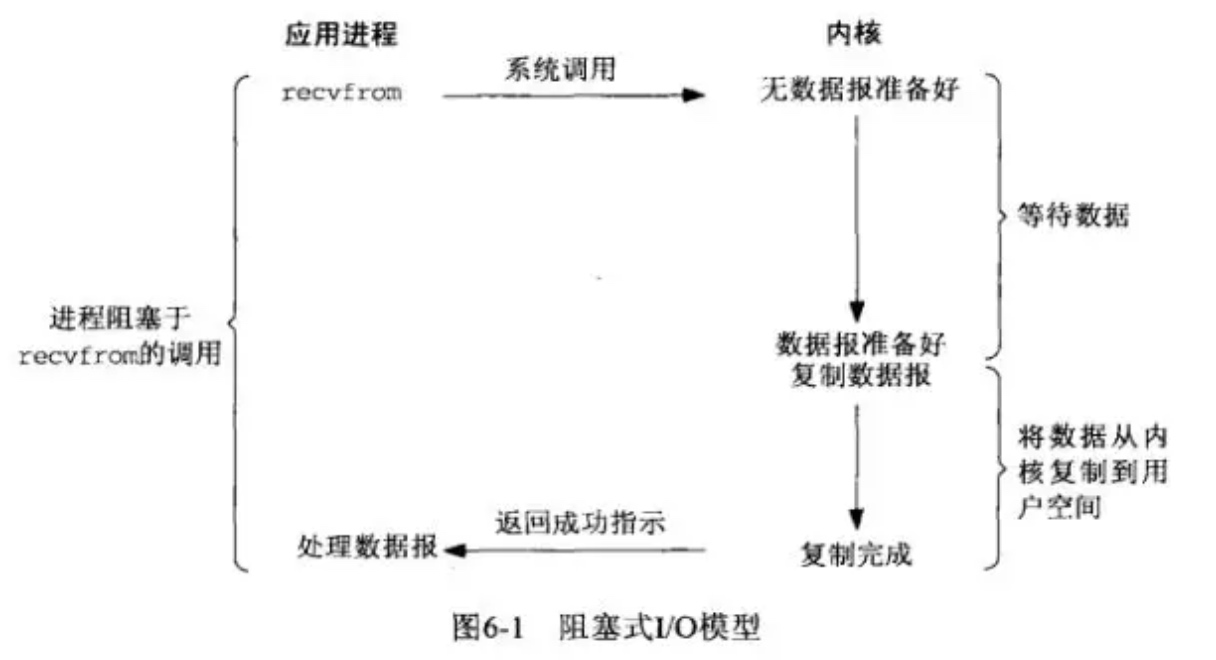 应用进程
内核
recvfrom
系统调用
无数据报准备好
等待数据
进程阻塞于
recvfrom的调用
数据报准备好
复制数据报
将数据从内
核复制到用
户空间
返回成功指示
处理数据报
复制完成
图6-1 阻塞式I/O模型